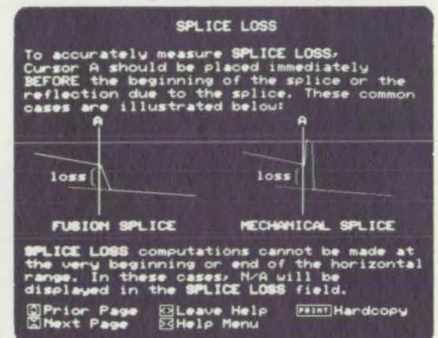 SPLICE LOSS
To accurately measure SPLICE LOSS,
Cursor A should be placed immediately
BEFORE the beginning of the splice or the
reflection due to the splice. These common
cases are illustrated below:
A A
loss loss
FUSION SPLICE MECHANICAL SPLICE
SPLICE LOSS computations cannot be made at
the very beginning or end of the horizontal
range. In these cases, N/A will be
displayed in the SPLICE LOSS field.
Prior Page Leave Help PRINT Hardcopy
Next Page Help Menu